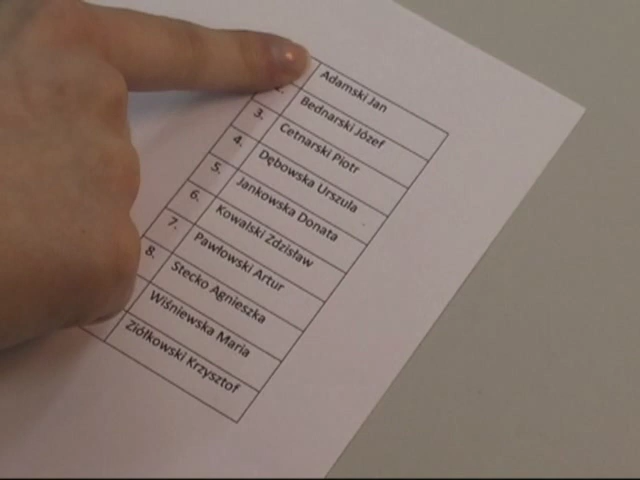 Adamski Jan
2. Bednarski Józef
3. Cetnarski Piotr
4. Dębowska Urszula
5. Jankowska Donata
6. Kowalski Zdzisław
7. Pawłowski Artur
8. Stecko Agnieszka
Wiśniewska Maria
Ziółkowski Krzysztof